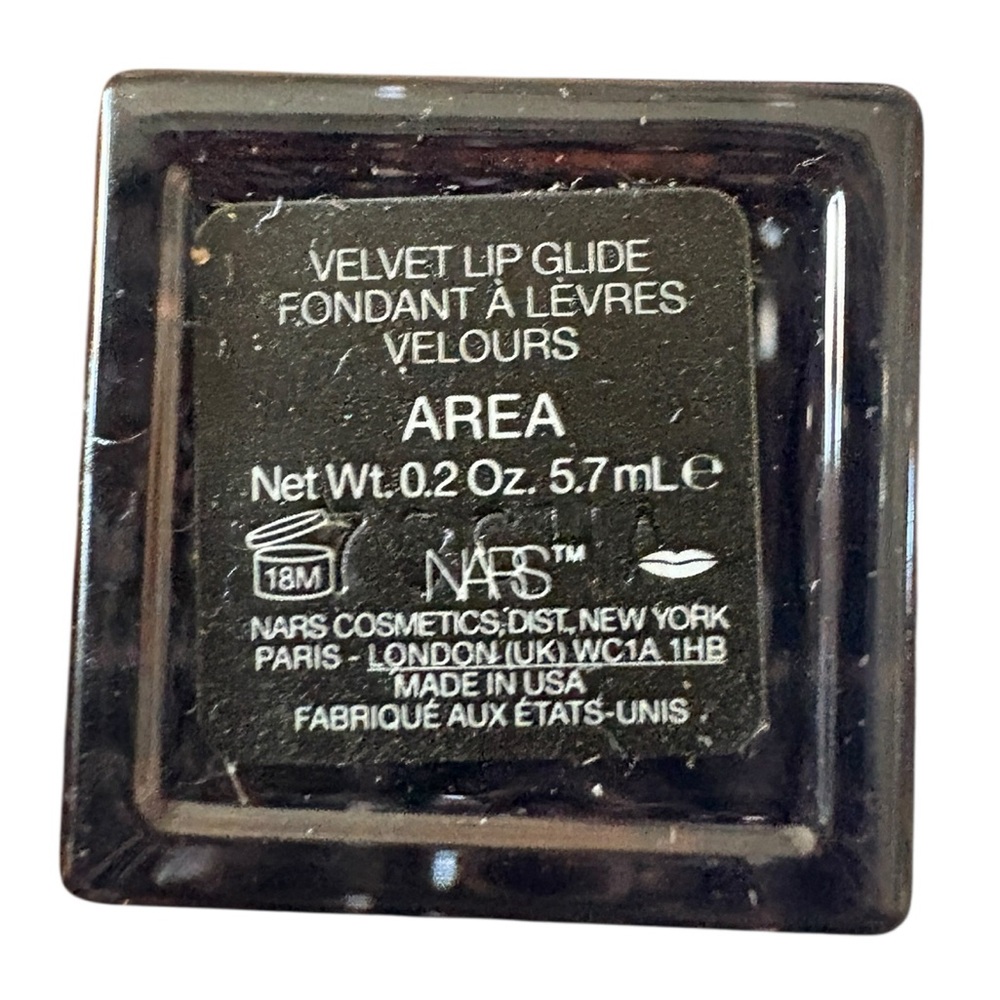 VELVET LIP GLIDE
FONDANT À LÈVRES
VELOURS
AREA
Net Wt. 0.2 Oz. 5.7 mL ℮
18M
NARS™
NARS COSMETICS, DIST., NEW YORK
PARIS - LONDON (UK) WC1A 1HB
MADE IN USA
FABRIQUÉ AUX ÉTATS-UNIS